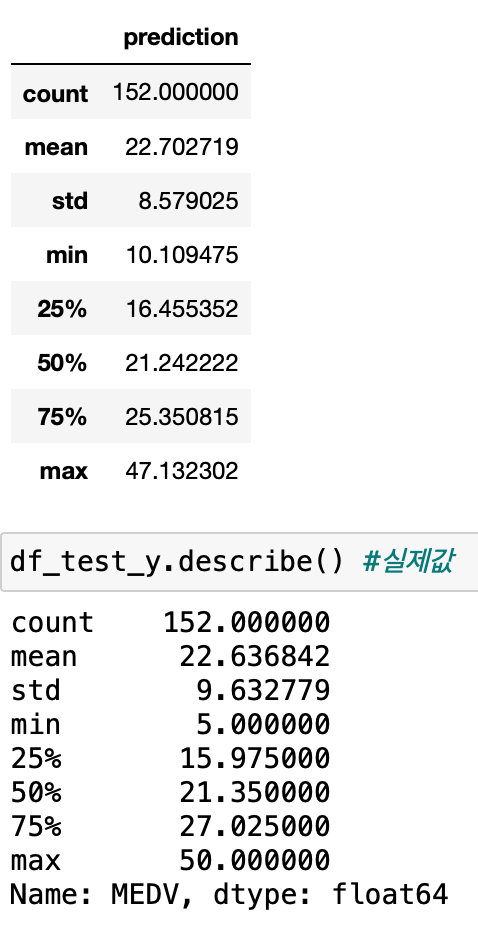 prediction
count 152.000000
mean 22.702719
std 8.579025
min 10.109475
25% 16.455352
50% 21.242222
75% 25.350815
max 47.132302
df_test_y.describe() #실제값
count 152.000000
mean 22.636842
std 9.632779
min 5.000000
25% 15.975000
50% 21.350000
75% 27.025000
max 50.000000
Name: MEDV, dtype: float64